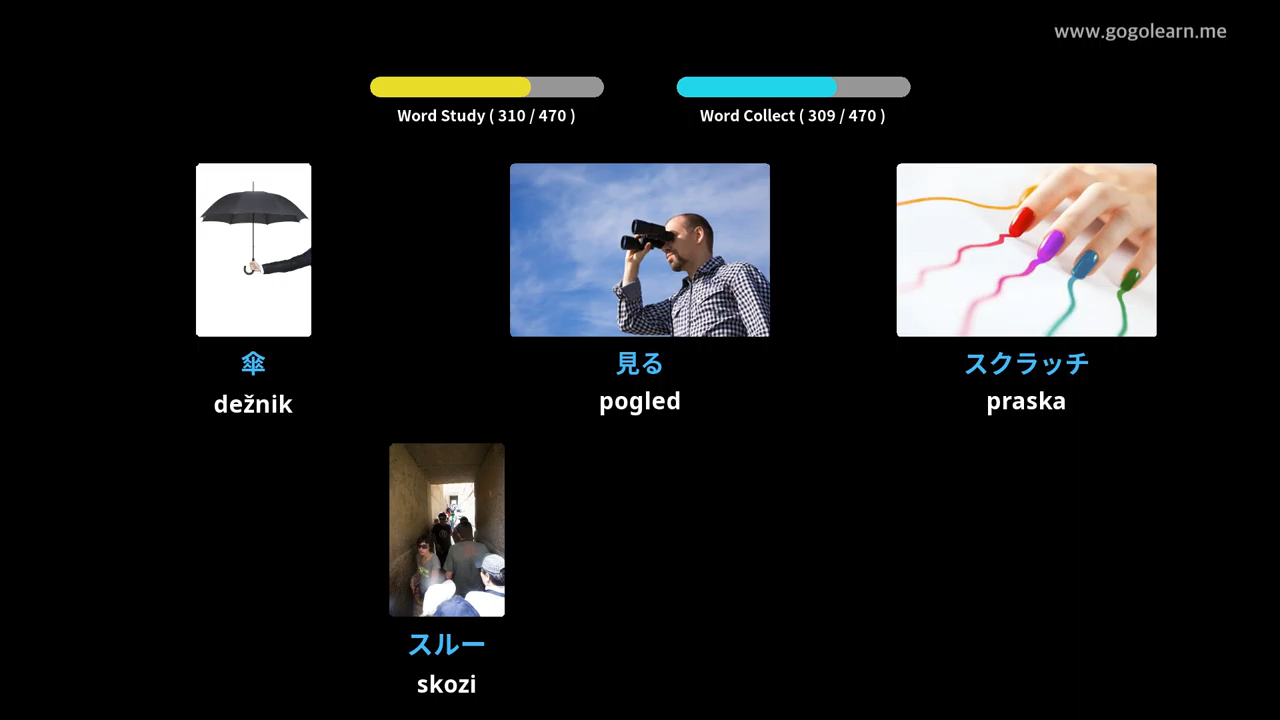 www.gogolearn.me
Word Study ( 310 / 470 )
Word Collect ( 309 / 470 )
傘
dežnik
見る
pogled
スクラッチ
praska
スルー
skozi